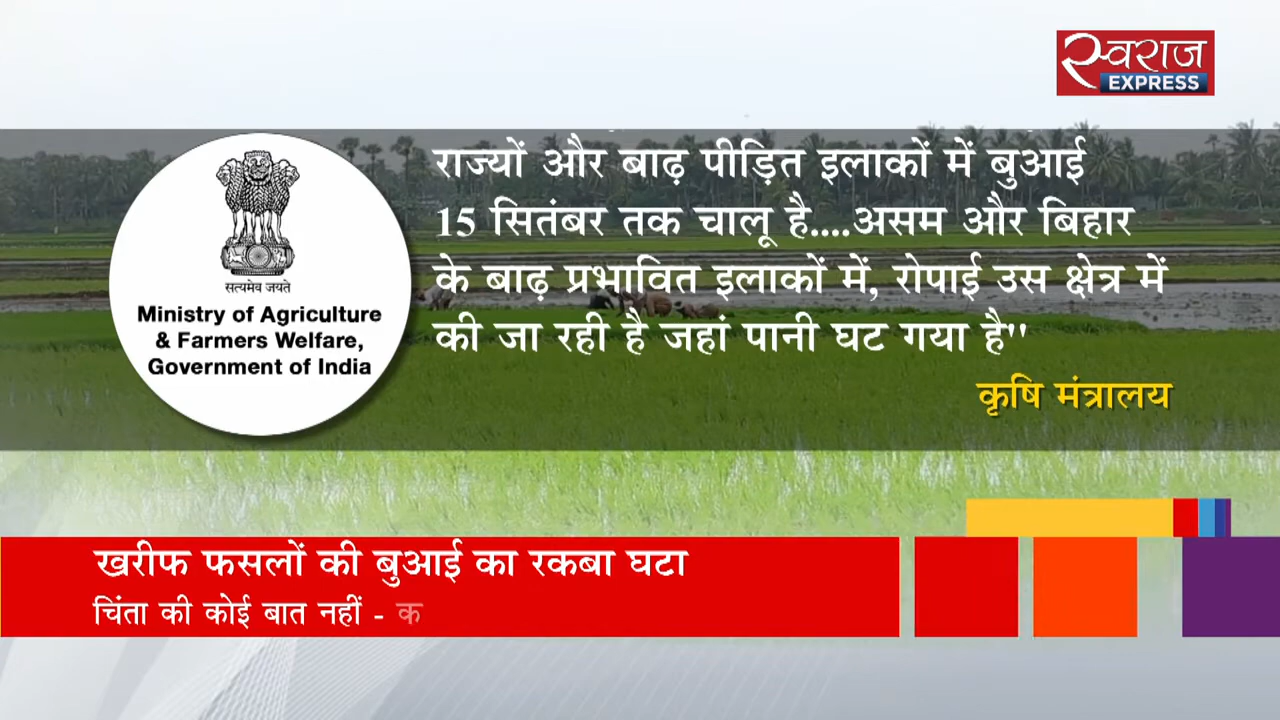 स्वराज
EXPRESS
राज्यों और बाढ़ पीड़ित इलाकों में बुआई
15 सितंबर तक चालू है....असम और बिहार
के बाढ़ प्रभावित इलाकों में, रोपाई उस क्षेत्र में
की जा रही है जहां पानी घट गया है"
कृषि मंत्रालय
सत्यमेव जयते
Ministry of Agriculture
& Farmers Welfare,
Government of India
खरीफ फसलों की बुआई का रकबा घटा
चिंता की कोई बात नहीं - क